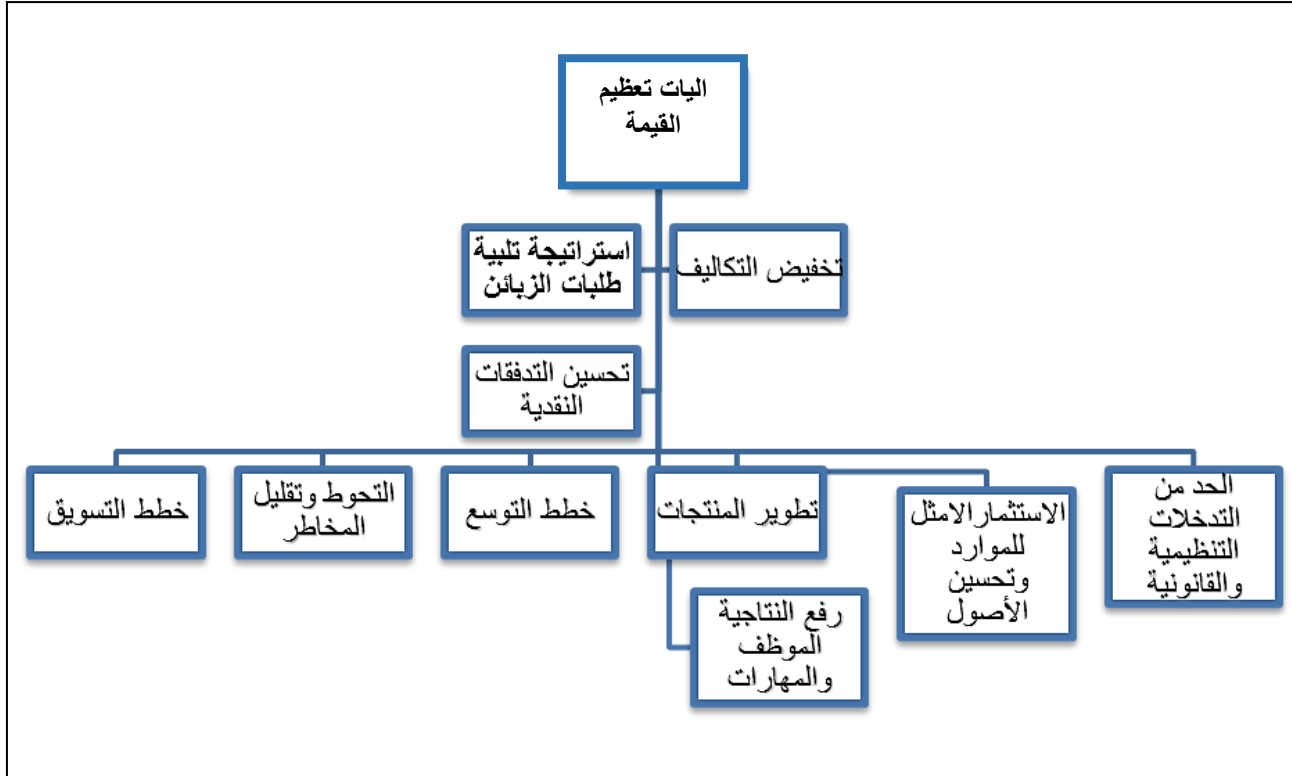 اليات تعظيم
القيمة
تخفيض التكاليف
استراتيجة تلبية
طلبات الزبائن
تحسين التدفقات
النقدية
الحد من
التدخلات
التنظيمية
والقانونية
الاستثمار الامثل
للموارد
وتحسين
الأصول
تطوير المنتجات
خطط التوسع
التحوط وتقليل
المخاطر
خطط التسويق
رفع النتاجية
الموظف
والمهارات